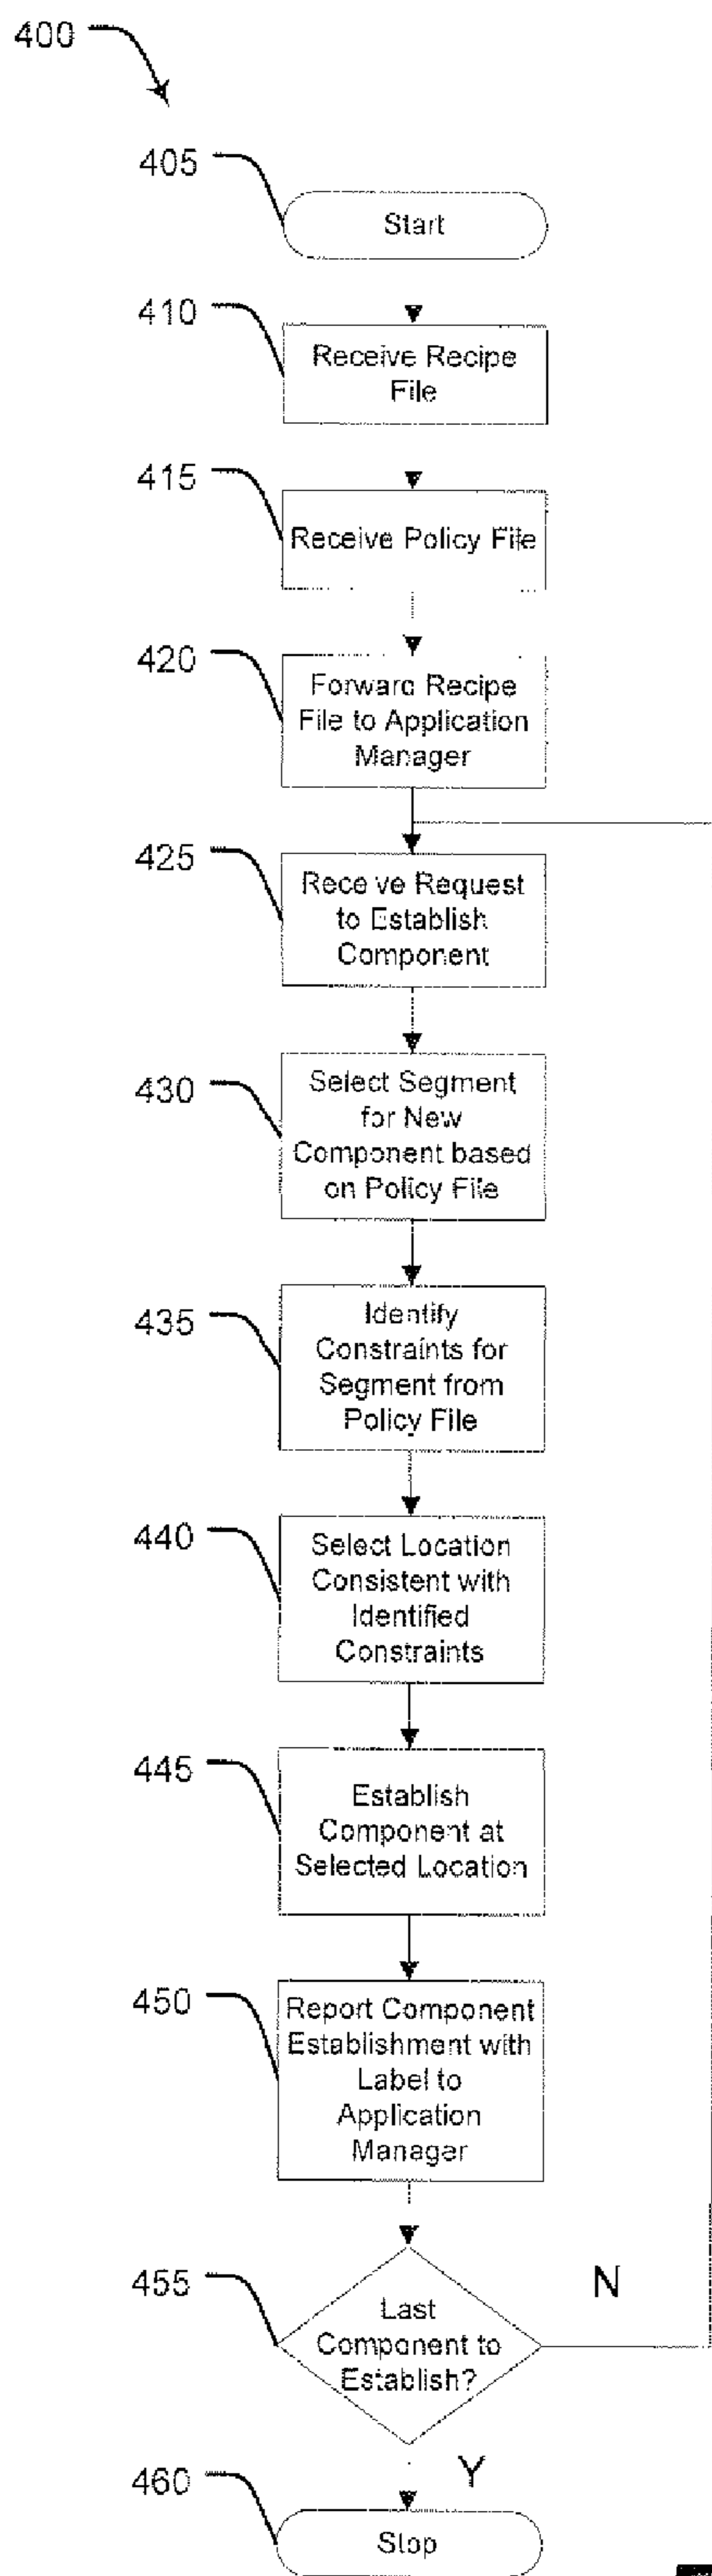 400
405
Start
410
Receive Recipe
File
415
Receive Policy File
420
Forward Recipe
File to Application
Manager
425
Receive Request
to Establish
Component
430
Select Segment
for New
Component based
on Policy File
435
Identify
Constraints for
Segment from
Policy File
440
Select Location
Consistent with
Identified
Constraints
445
Establish
Component at
Selected Location
450
Report Component
Establishment with
Label to
Application
Manager
455
Last
Component to
Establish?
N
Y
460
Stop